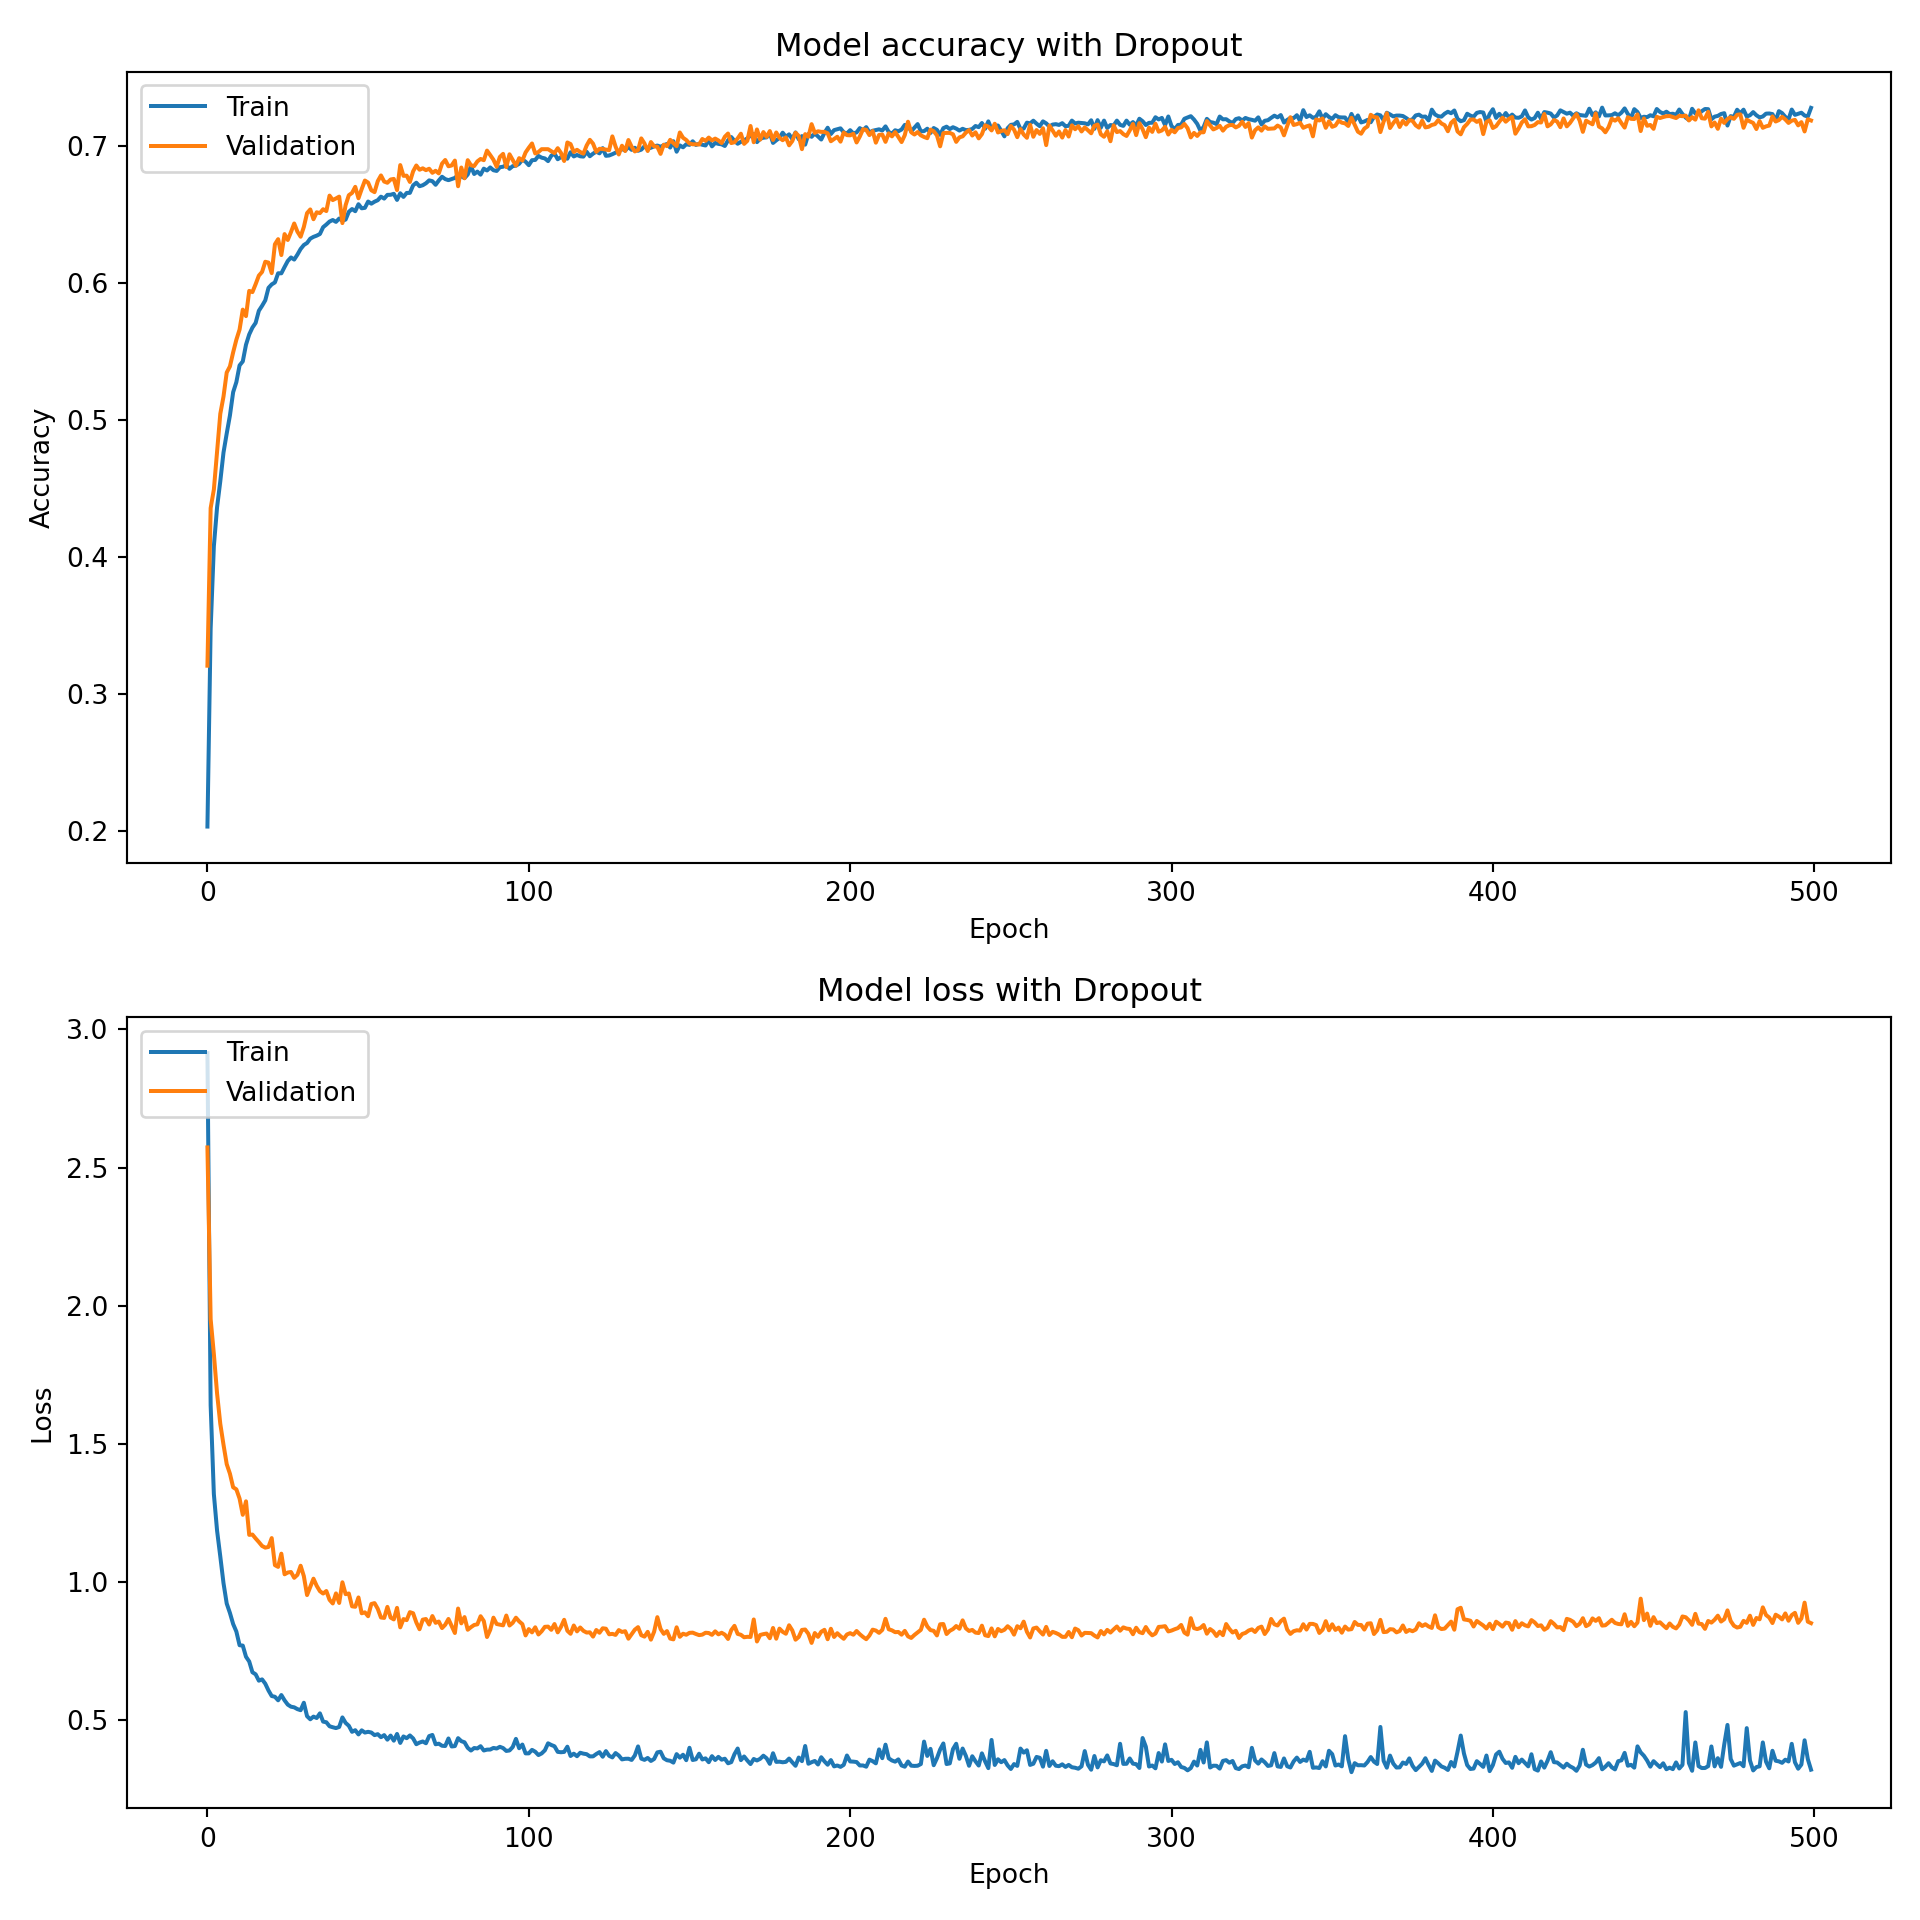 Model accuracy with Dropout
Train
Validation
Accuracy
0.7
0.6
0.5
0.4
0.3
0.2
0 100 200 300 400 500
Epoch
Model loss with Dropout
Train
Validation
Loss
3.0
2.5
2.0
1.5
1.0
0.5
0 100 200 300 400 500
Epoch